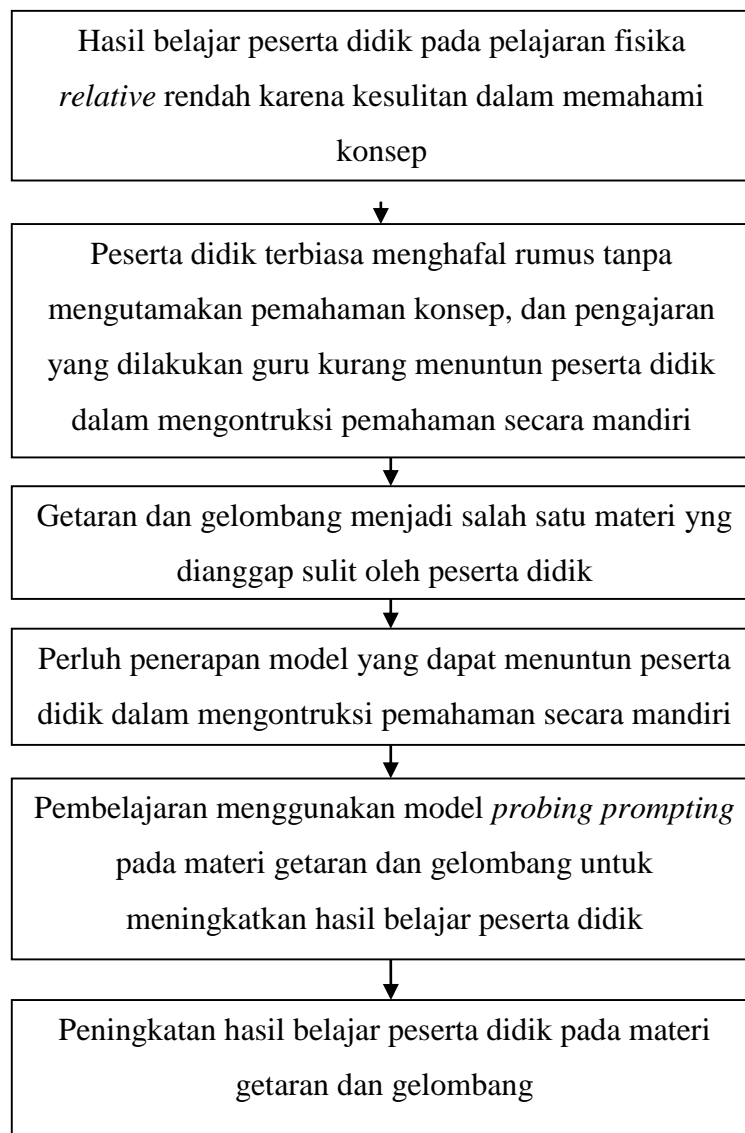 Hasil belajar peserta didik pada pelajaran fisika
relative rendah karena kesulitan dalam memahami
konsep
Peserta didik terbiasa menghafal rumus tanpa
mengutamakan pemahaman konsep, dan pengajaran
yang dilakukan guru kurang menuntun peserta didik
dalam mengontruksi pemahaman secara mandiri
Getaran dan gelombang menjadi salah satu materi yng
dianggap sulit oleh peserta didik
Perluh penerapan model yang dapat menuntun peserta
didik dalam mengontruksi pemahaman secara mandiri
Pembelajaran menggunakan model probing prompting
pada materi getaran dan gelombang untuk
meningkatkan hasil belajar peserta didik
Peningkatan hasil belajar peserta didik pada materi
getaran dan gelombang